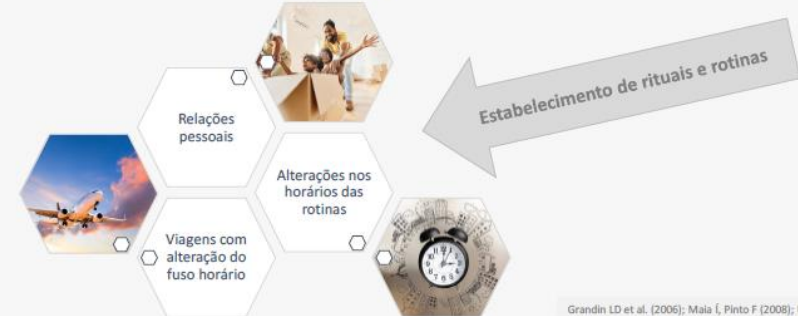 Relações
pessoais
Estabelecimento de rituais e rotinas
Alterações nos
horários das
rotinas
Viagens com
alteração do
fuso horário
Grandin LD et al. (2006); Maia Í, Pinto F (2008);